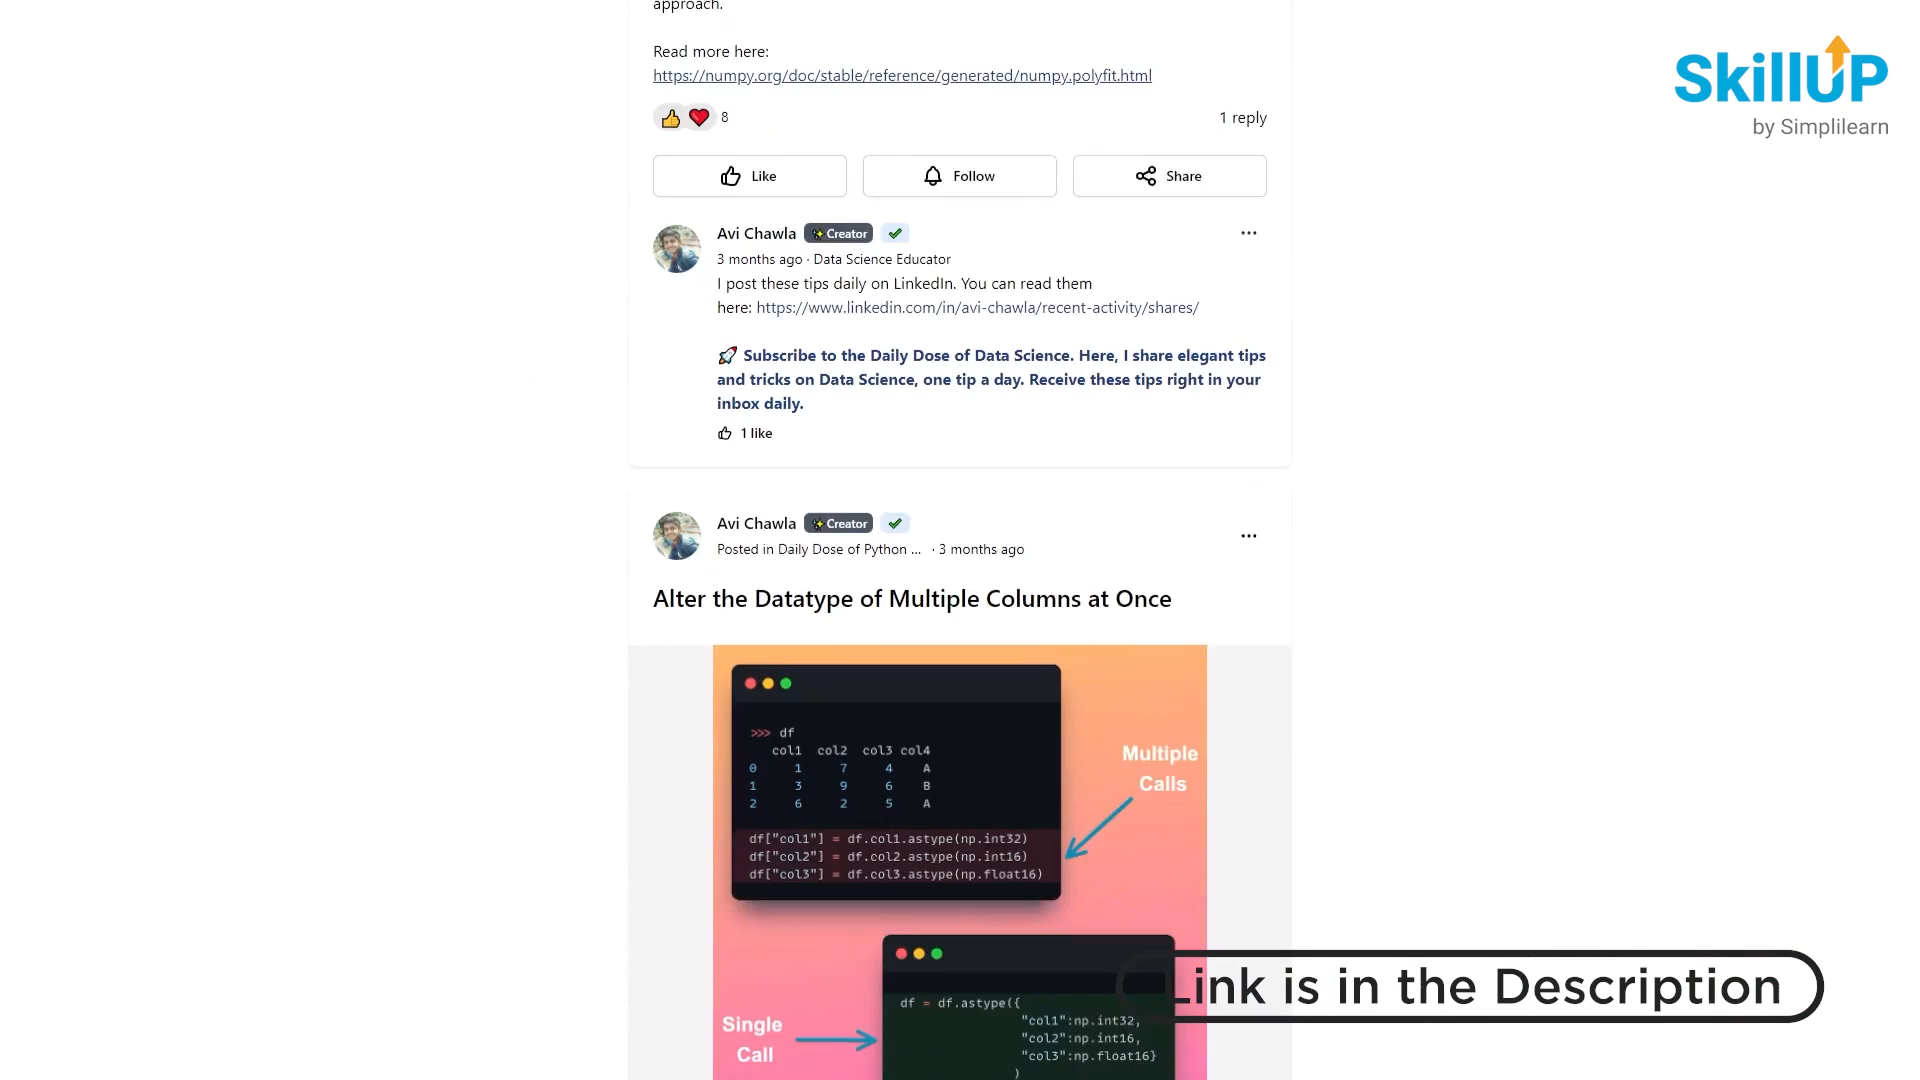 approach.
Read more here:
https://numpy.org/doc/stable/reference/generated/numpy.polyfit.html
8
1 reply
Like
Follow
Share
Avi Chawla Creator
3 months ago · Data Science Educator
I post these tips daily on LinkedIn. You can read them
here: https://www.linkedin.com/in/avi-chawla/recent-activity/shares/
🚀 Subscribe to the Daily Dose of Data Science. Here, I share elegant tips
and tricks on Data Science, one tip a day. Receive these tips right in your
inbox daily.
1 like
Avi Chawla Creator
Posted in Daily Dose of Python ... · 3 months ago
Alter the Datatype of Multiple Columns at Once
>>> df
col1 col2 col3 col4
0 1 7 4 A
1 3 9 6 B
2 6 2 5 A
df["col1"] = df.col1.astype(np.int32)
df["col2"] = df.col2.astype(np.int16)
df["col3"] = df.col3.astype(np.float16)
Multiple
Calls
Single
Call
df = df.astype({
"col1":np.int32,
"col2":np.int16,
"col3":np.float16}
)
Link is in the Description
SkillUP
by Simplilearn